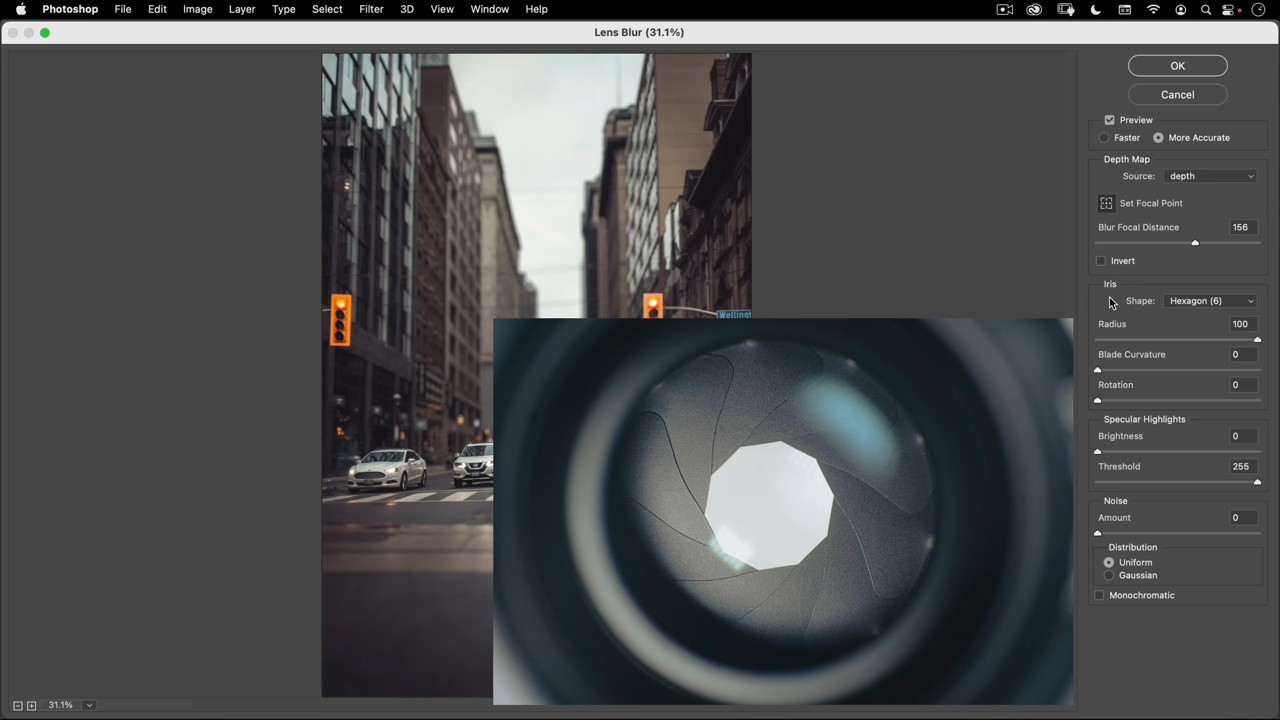 Photoshop File Edit Image Layer Type Select Filter 3D View Window Help
Lens Blur (31.1%)
OK
Cancel
Preview
Faster More Accurate
Depth Map
Source: depth
Set Focal Point
Blur Focal Distance 156
Invert
Iris
Shape: Hexagon (6)
Wellingt
Radius 100
Blade Curvature 0
Rotation 0
Specular Highlights
Brightness 0
Threshold 255
Noise
Amount 0
Distribution
Uniform
Gaussian
Monochromatic
31.1%